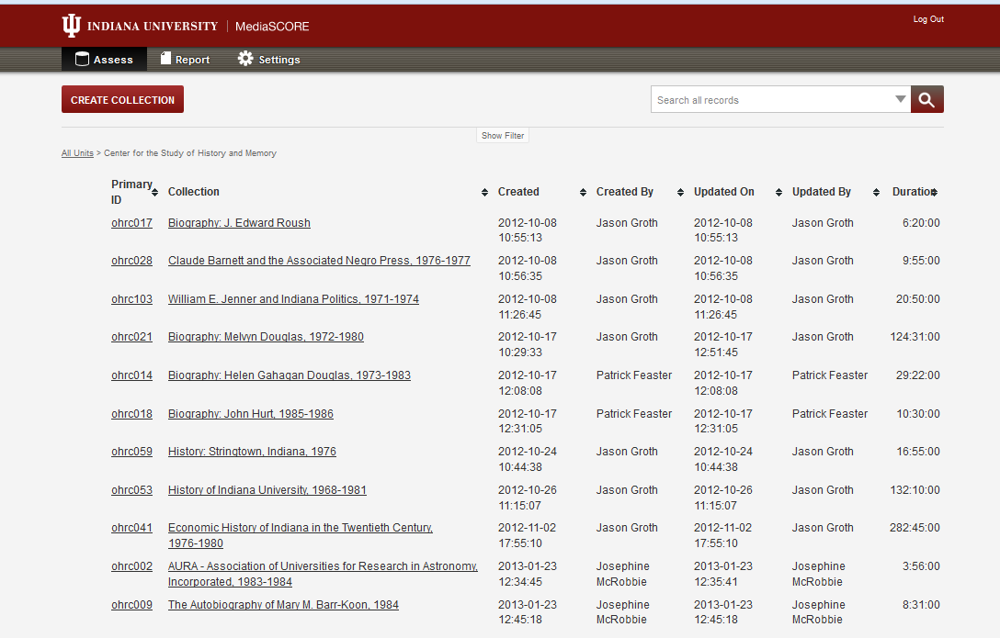 INDIANA UNIVERSITY | MediaSCORE
Log Out
Assess Report Settings
CREATE COLLECTION
Search all records
Show Filter
All Units > Center for the Study of History and Memory
Primary ID Collection Created Created By Updated On Updated By Duration
ohrc017 Biography: J. Edward Roush 2012-10-08 10:55:13 Jason Groth 2012-10-08 10:55:13 Jason Groth 6:20:00
ohrc028 Claude Barnett and the Associated Negro Press, 1976-1977 2012-10-08 10:56:35 Jason Groth 2012-10-08 10:56:35 Jason Groth 9:55:00
ohrc103 William E. Jenner and Indiana Politics, 1971-1974 2012-10-08 11:26:45 Jason Groth 2012-10-08 11:26:45 Jason Groth 20:50:00
ohrc021 Biography: Melvyn Douglas, 1972-1980 2012-10-17 10:29:33 Jason Groth 2012-10-17 12:51:45 Jason Groth 124:31:00
ohrc014 Biography: Helen Gahagan Douglas, 1973-1983 2012-10-17 12:08:08 Patrick Feaster 2012-10-17 12:08:08 Patrick Feaster 29:22:00
ohrc018 Biography: John Hurt, 1985-1986 2012-10-17 12:31:05 Patrick Feaster 2012-10-17 12:31:05 Patrick Feaster 10:30:00
ohrc059 History: Stringtown, Indiana, 1976 2012-10-24 10:44:38 Jason Groth 2012-10-24 10:44:38 Jason Groth 16:55:00
ohrc053 History of Indiana University, 1968-1981 2012-10-26 11:15:07 Jason Groth 2012-10-26 11:15:07 Jason Groth 132:10:00
ohrc041 Economic History of Indiana in the Twentieth Century, 1976-1980 2012-11-02 17:55:10 Jason Groth 2012-11-02 17:55:10 Jason Groth 282:45:00
ohrc002 AURA - Association of Universities for Research in Astronomy, Incorporated, 1983-1984 2013-01-23 12:34:45 Josephine McRobbie 2013-01-23 12:35:41 Josephine McRobbie 3:56:00
ohrc009 The Autobiography of Mary M. Barr-Koon, 1984 2013-01-23 12:45:18 Josephine McRobbie 2013-01-23 12:45:18 Josephine McRobbie 8:31:00